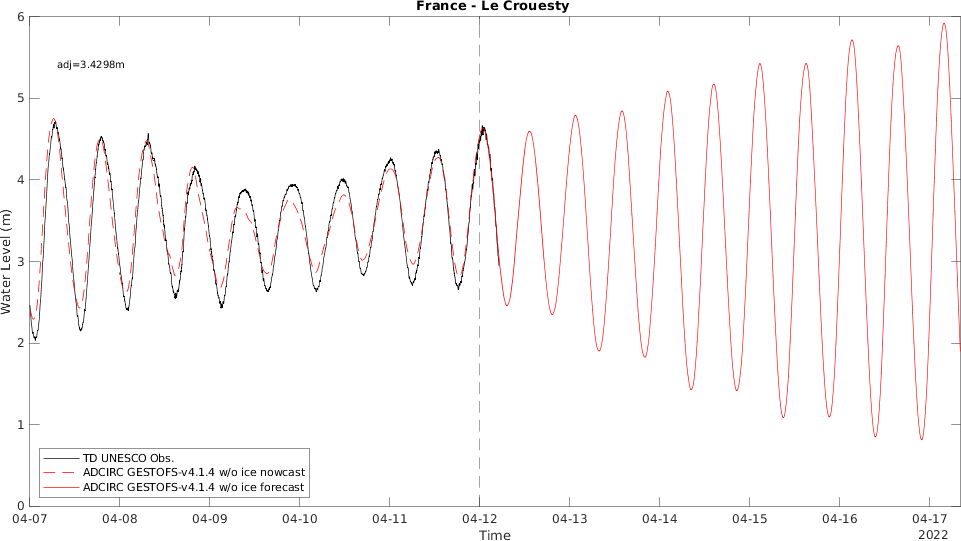 France - Le Crouesty
adj=3.4298m
6
5
4
3
2
1
0
Water Level (m)
TD UNESCO Obs.
ADCIRC GESTOFS-v4.1.4 w/o ice nowcast
ADCIRC GESTOFS-v4.1.4 w/o ice forecast
04-07 04-08 04-09 04-10 04-11 04-12 04-13 04-14 04-15 04-16 04-17
Time
2022